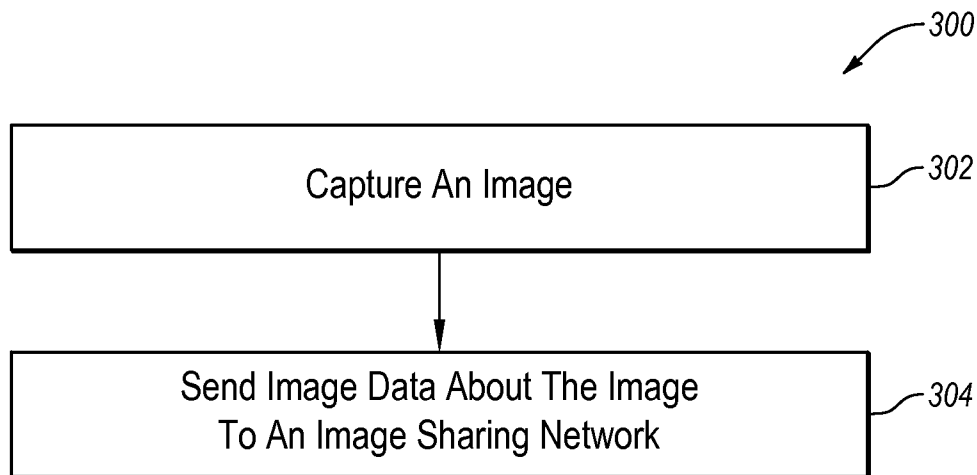 300
Capture An Image
302
Send Image Data About The Image
To An Image Sharing Network
304